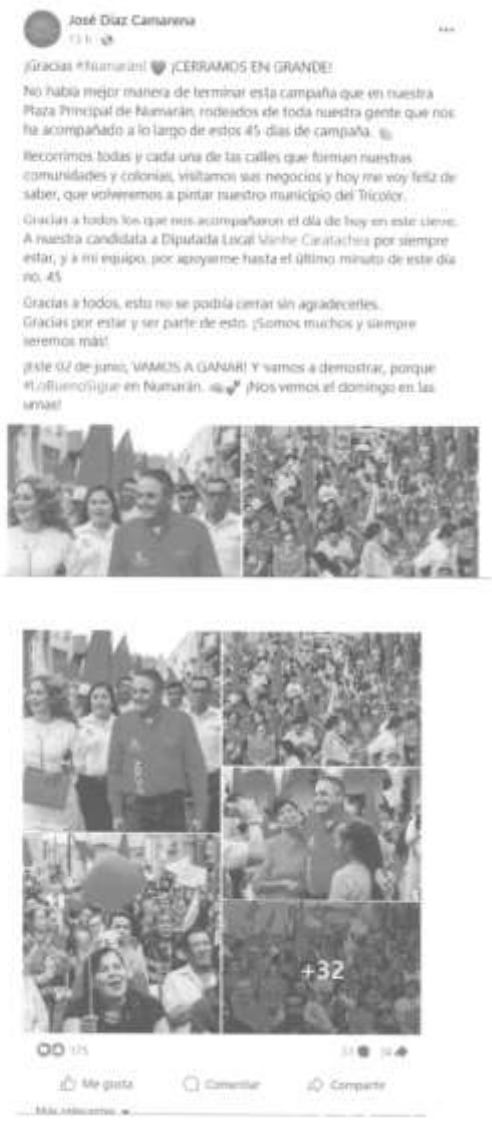 José Díaz Camarena
13 h
¡Gracias #Numarán! ¡CERRAMOS EN GRANDE!
No había mejor manera de terminar esta campaña que en nuestra
Plaza Principal de Numarán, rodeados de toda nuestra gente que nos
ha acompañado a lo largo de estos 45 días de campaña.
Recorrimos todas y cada una de las calles que forman nuestras
comunidades y colonias, visitamos sus negocios y hoy me voy feliz de
saber, que volveremos a pintar nuestro municipio del Tricolor.
Gracias a todos los que nos acompañaron el día de hoy en este cierre.
A nuestra candidata a Diputada Local Caratachea por siempre
estar, y a mi equipo, por apoyarme hasta el último minuto de este día
no. 45
Gracias a todos, esto no se podría cerrar sin agradecerles.
Gracias por estar y ser parte de esto. ¡Somos muchos y siempre
seremos más!
¡Este 02 de junio, VAMOS A GANAR! Y vamos a demostrar, porque
#LoBuenoSigue en Numarán. ¡Nos vemos el domingo en las
urnas!
+32
Me gusta Comentar Compartir
Más relevantes